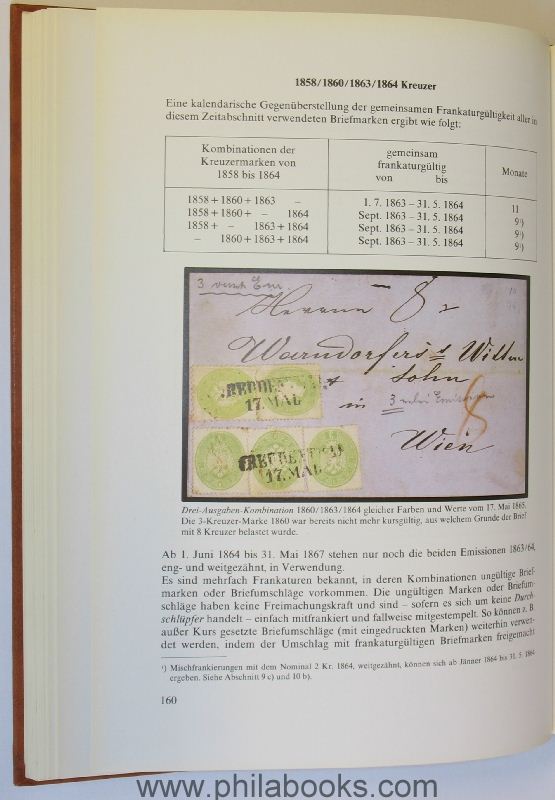 1858/1860/1863/1864 Kreuzer
Eine kalendarische Gegenüberstellung der gemeinsamen Frankaturgültigkeit aller in
diesem Zeitabschnitt verwendeten Briefmarken ergibt wie folgt:
Kombinationen der
Kreuzermarken von
1858 bis 1864
gemeinsam
frankaturgültig
von bis
Monate
1858 + 1860 + 1863 – 1. 7. 1863 – 31. 5. 1864 11
1858 + 1860 + – 1864 Sept. 1863 – 31. 5. 1864 9¹)
1858 + – 1863 + 1864 Sept. 1863 – 31. 5. 1864 9¹)
– 1860 + 1863 + 1864 Sept. 1863 – 31. 5. 1864 9¹)
3
Herrn
Warndorfer's Witwe
Sohn
in 3
Wien
8
FREUDENTHAL
17. MAI.
FREUDENTHAL
17. MAI.
Drei-Ausgaben-Kombination 1860/1863/1864 gleicher Farben und Werte vom 17. Mai 1865.
Die 3-Kreuzer-Marke 1860 war bereits nicht mehr kursgültig, aus welchem Grunde der Brief
mit 8 Kreuzer belastet wurde.
Ab 1. Juni 1864 bis 31. Mai 1867 stehen nur noch die beiden Emissionen 1863/64,
eng- und weitgezähnt, in Verwendung.
Es sind mehrfach Frankaturen bekannt, in deren Kombinationen ungültige Brief-
marken oder Briefumschläge vorkommen. Die ungültigen Marken oder Briefum-
schläge haben keine Freimachungskraft und sind – sofern es sich um keine Durch-
schlüpfer handelt – einfach mitfrankiert und fallweise mitgestempelt. So können z. B.
außer Kurs gesetzte Briefumschläge (mit eingedruckten Marken) weiterhin verwen-
det werden, indem der Umschlag mit frankaturgültigen Briefmarken freigemacht
¹) Mischfrankierungen mit dem Nominal 2 Kr. 1864, weitgezähnt, können sich ab Jänner 1864 bis 31. 5. 1864
ergeben. Siehe Abschnitt 9 c) und 10 b).
160
www.philabooks.com